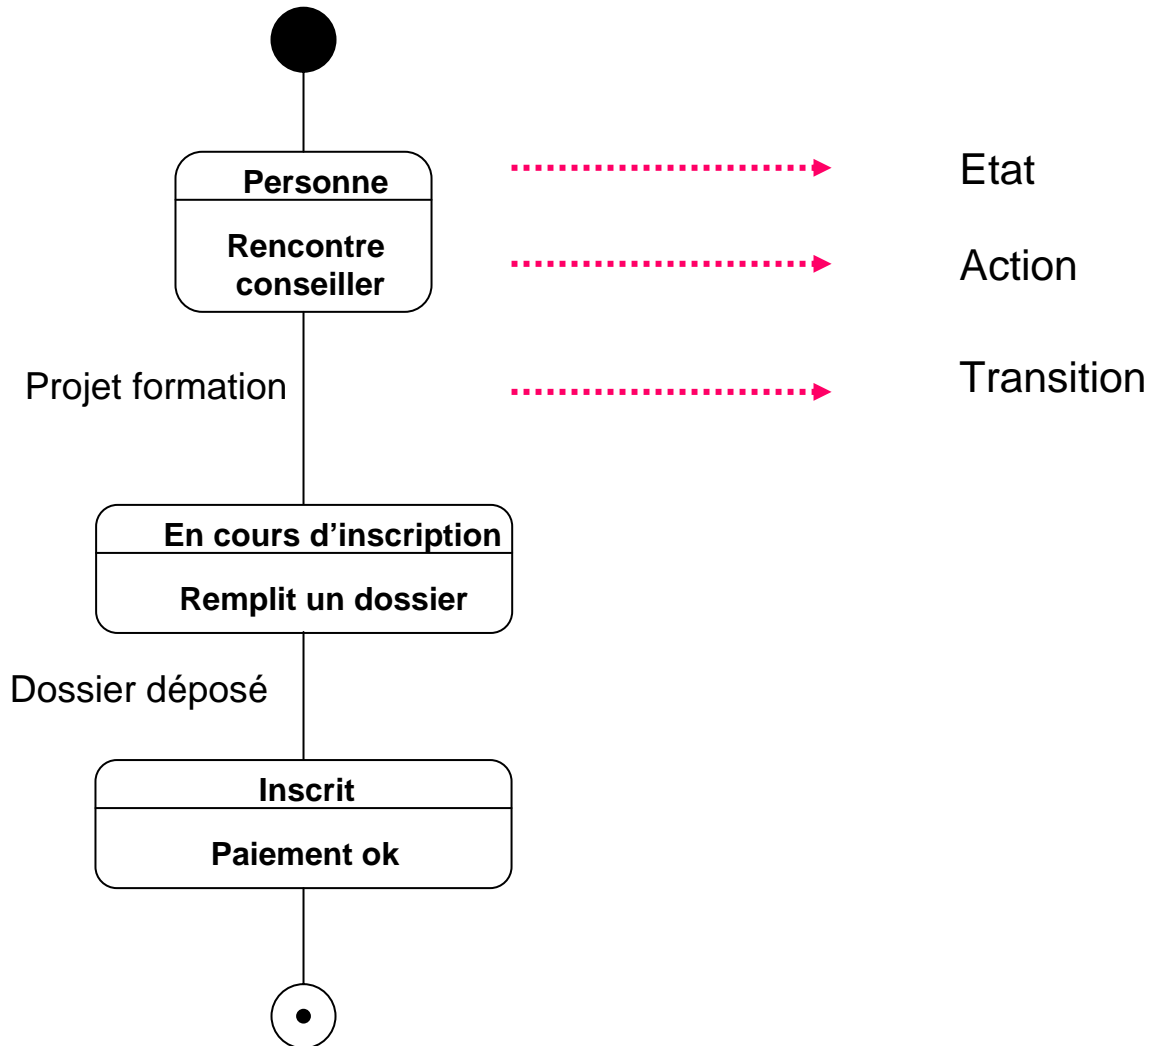 Personne
Etat
Rencontre
conseiller
Action
Projet formation
Transition
En cours d’inscription
Remplit un dossier
Dossier déposé
Inscrit
Paiement ok